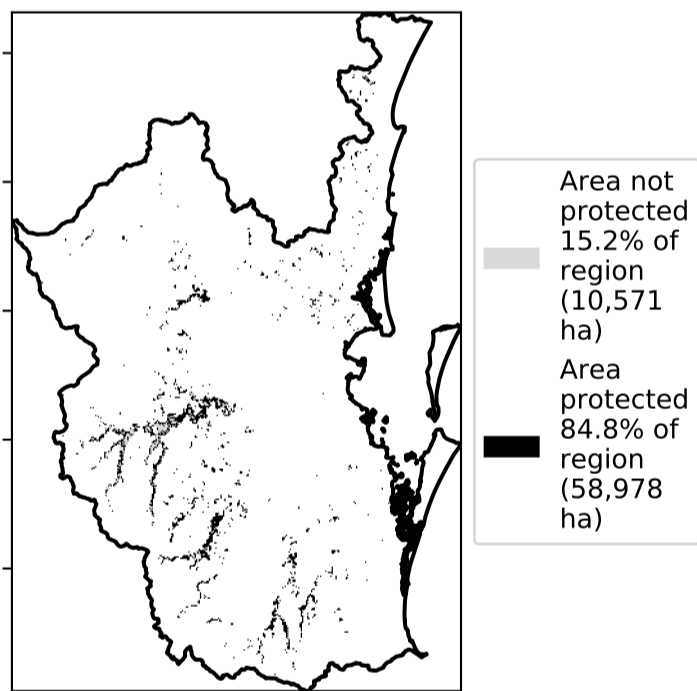 Area not
protected
15.2% of
region
(10,571
ha)
Area
protected
84.8% of
region
(58,978
ha)